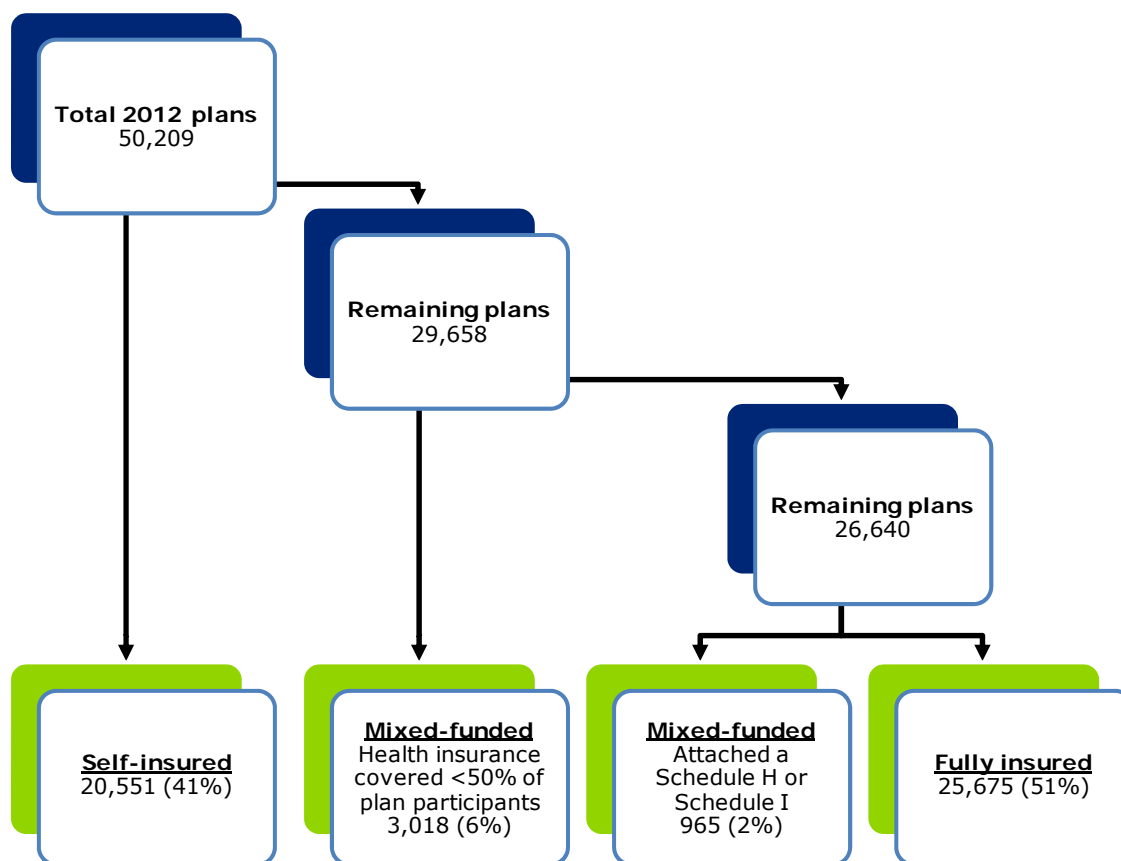 Total 2012 plans
50,209
Remaining plans
29,658
Remaining plans
26,640
Self-insured
20,551 (41%)
Mixed-funded
Health insurance
covered <50% of
plan participants
3,018 (6%)
Mixed-funded
Attached a
Schedule H or
Schedule I
965 (2%)
Fully insured
25,675 (51%)